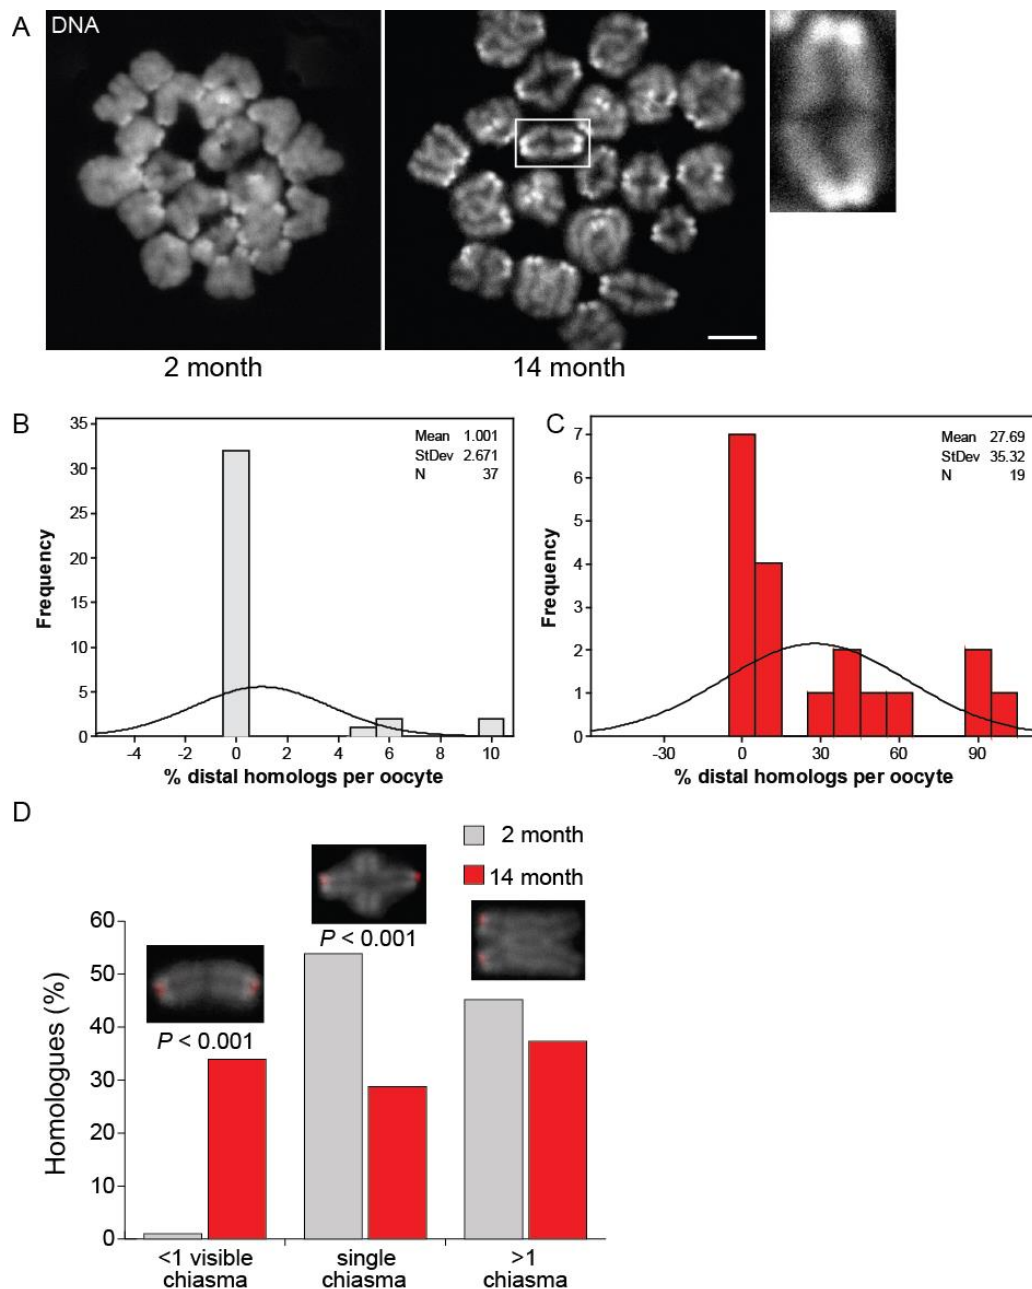 A
DNA
2 month
14 month
B
Mean 1.001
StDev 2.671
N 37
Frequency
35
30
25
20
15
10
5
0
-4 -2 0 2 4 6 8 10
% distal homologs per oocyte
C
Mean 27.69
StDev 35.32
N 19
Frequency
7
6
5
4
3
2
1
0
-30 0 30 60 90
% distal homologs per oocyte
D
2 month
14 month
P < 0.001
P < 0.001
Homologues (%)
60
50
40
30
20
10
0
<1 visible
chiasma
single
chiasma
>1
chiasma